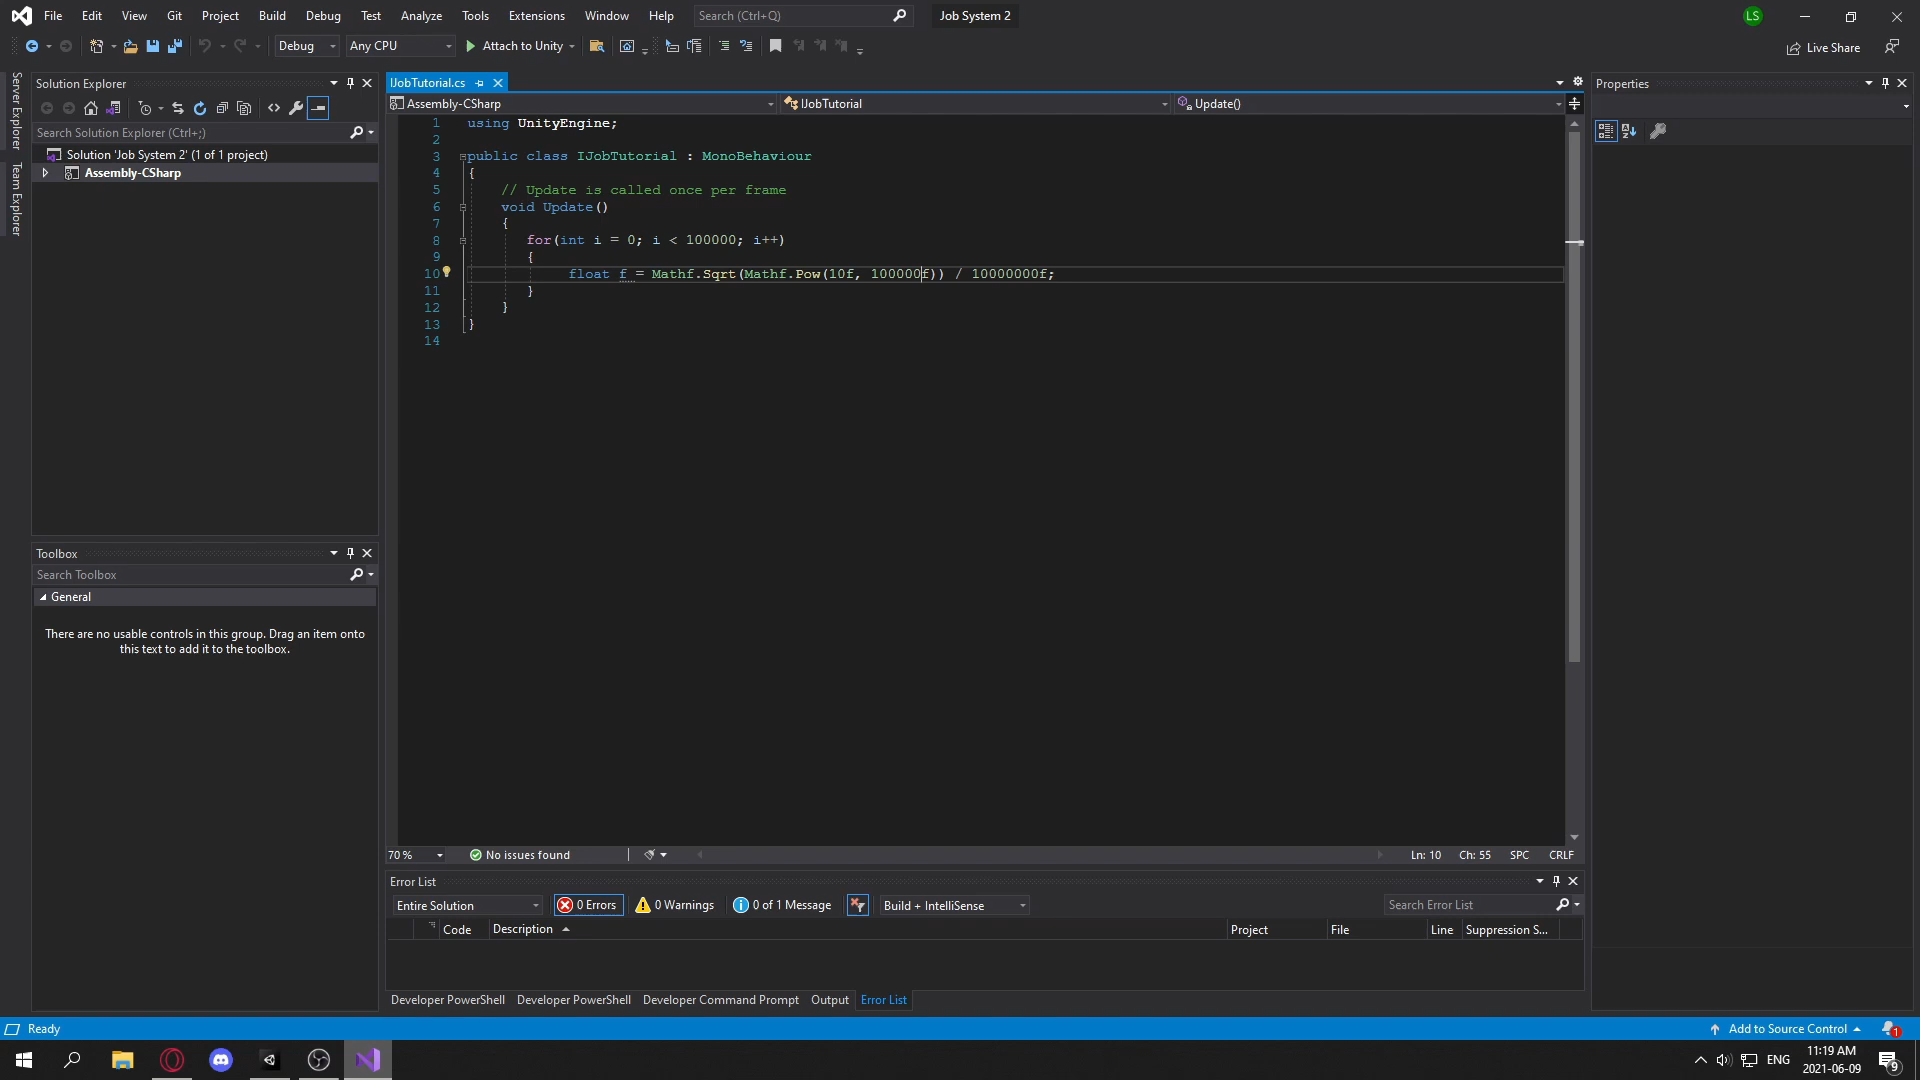 File Edit View Git Project Build Debug Test Analyze Tools Extensions Window Help Search (Ctrl+Q) Job System 2 LS
Debug Any CPU Attach to Unity Live Share
Server Explorer
Team Explorer
Solution Explorer
Search Solution Explorer (Ctrl+;)
Solution 'Job System 2' (1 of 1 project)
Assembly-CSharp
Toolbox
Search Toolbox
General
There are no usable controls in this group. Drag an item onto
this text to add it to the toolbox.
IJobTutorial.cs
Assembly-CSharp IJobTutorial Update()
1 using UnityEngine;
2
3 public class IJobTutorial : MonoBehaviour
4 {
5 // Update is called once per frame
6 void Update()
7 {
8 for(int i = 0; i < 100000; i++)
9 {
10 float f = Mathf.Sqrt(Mathf.Pow(10f, 100000f)) / 10000000f;
11 }
12 }
13 }
14
70 % No issues found Ln: 10 Ch: 55 SPC CRLF
Error List
Entire Solution 0 Errors 0 Warnings 0 of 1 Message Build + IntelliSense Search Error List
Code Description Project File Line Suppression S...
Developer PowerShell Developer PowerShell Developer Command Prompt Output Error List
Properties
Ready Add to Source Control 1
ENG 11:19 AM
2021-06-09 9